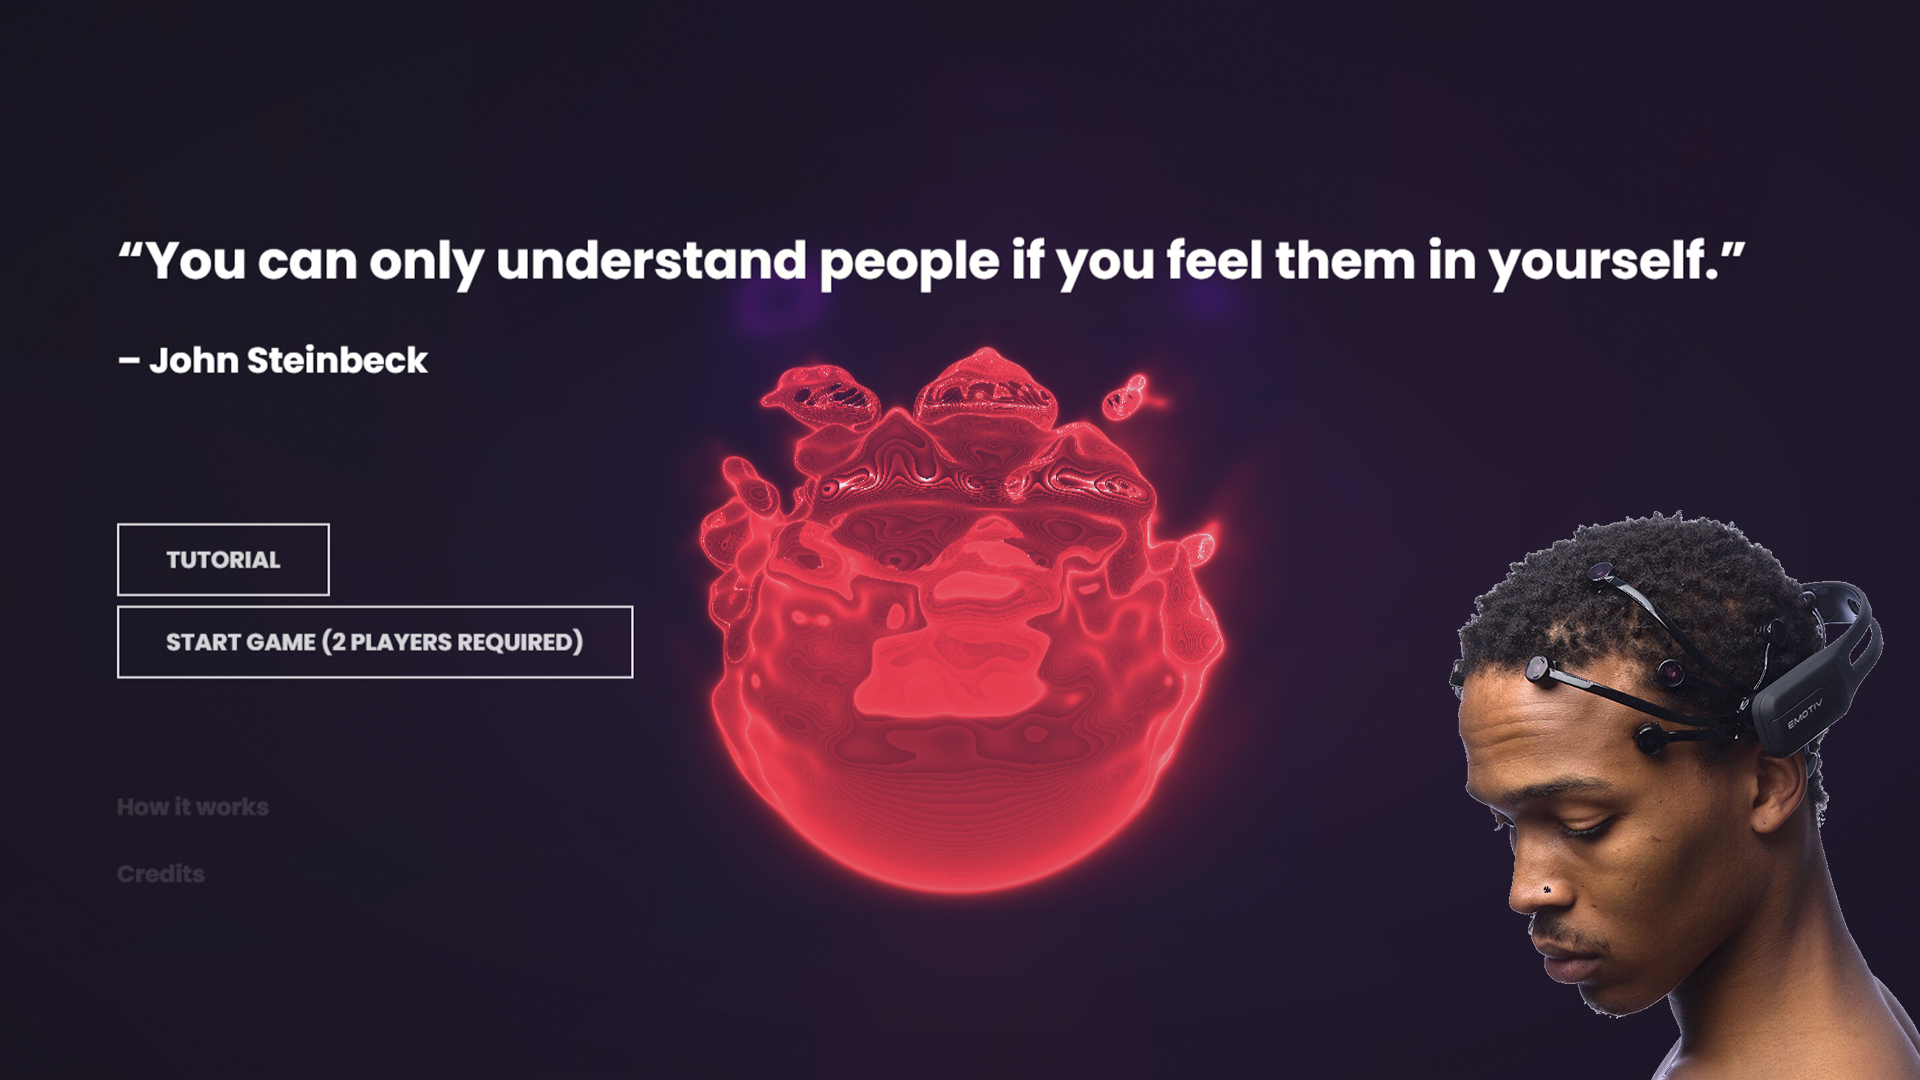 “You can only understand people if you feel them in yourself.”
– John Steinbeck
TUTORIAL
START GAME (2 PLAYERS REQUIRED)
How it works
Credits
EMOTIV